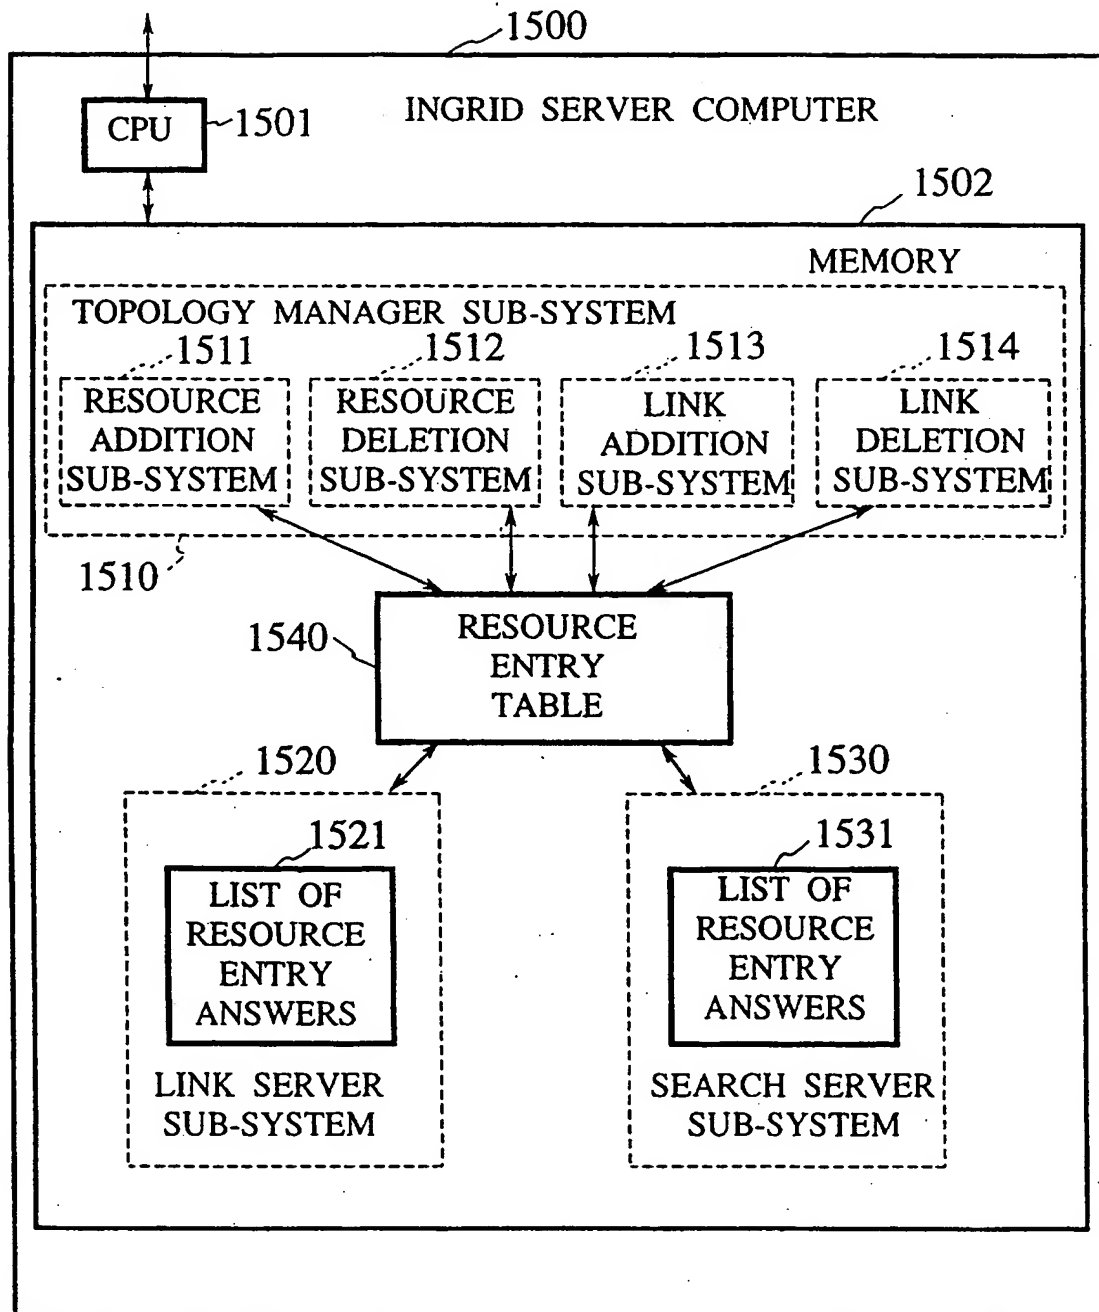 1500
CPU
1501
INGRID SERVER COMPUTER
1502
MEMORY
TOPOLOGY MANAGER SUB-SYSTEM
1511
1512
1513
1514
RESOURCE
ADDITION
SUB-SYSTEM
RESOURCE
DELETION
SUB-SYSTEM
LINK
ADDITION
SUB-SYSTEM
LINK
DELETION
SUB-SYSTEM
1510
1540
RESOURCE
ENTRY
TABLE
1520
1530
1521
LIST OF
RESOURCE
ENTRY
ANSWERS
LINK SERVER
SUB-SYSTEM
1531
LIST OF
RESOURCE
ENTRY
ANSWERS
SEARCH SERVER
SUB-SYSTEM